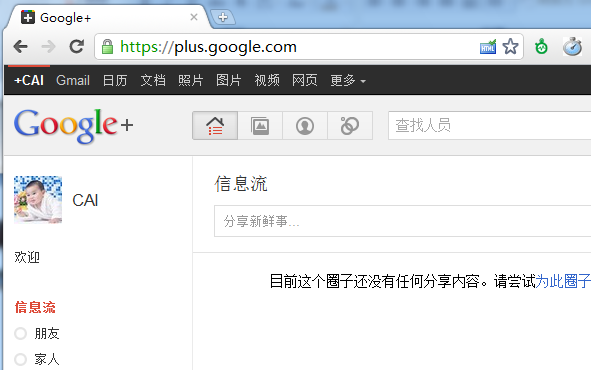 Google+
https://plus.google.com
+CAI Gmail 日历 文档 照片 图片 视频 网页 更多
Google+
查找人员
CAI
信息流
分享新鲜事...
欢迎
目前这个圈子还没有任何分享内容。请尝试为此圈子
信息流
朋友
家人